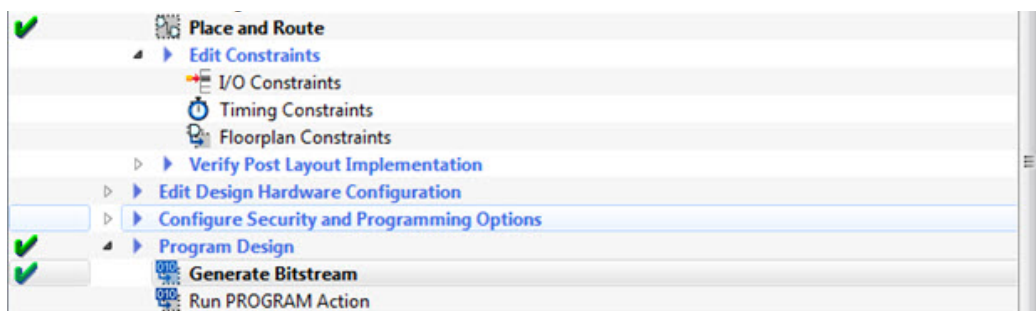 Place and Route
Edit Constraints
I/O Constraints
Timing Constraints
Floorplan Constraints
Verify Post Layout Implementation
Edit Design Hardware Configuration
Configure Security and Programming Options
Program Design
Generate Bitstream
Run PROGRAM Action